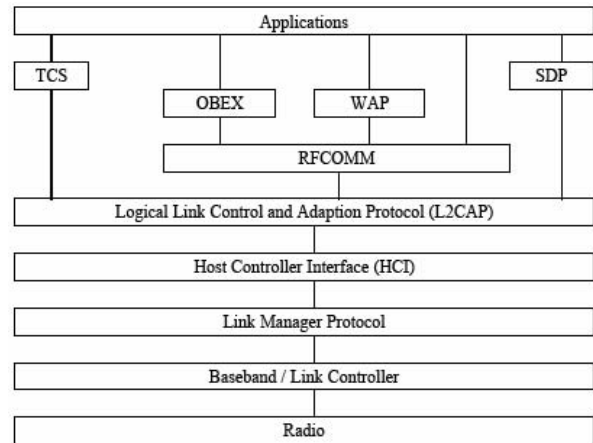 Applications
TCS
SDP
OBEX
WAP
RFCOMM
Logical Link Control and Adaption Protocol (L2CAP)
Host Controller Interface (HCI)
Link Manager Protocol
Baseband / Link Controller
Radio